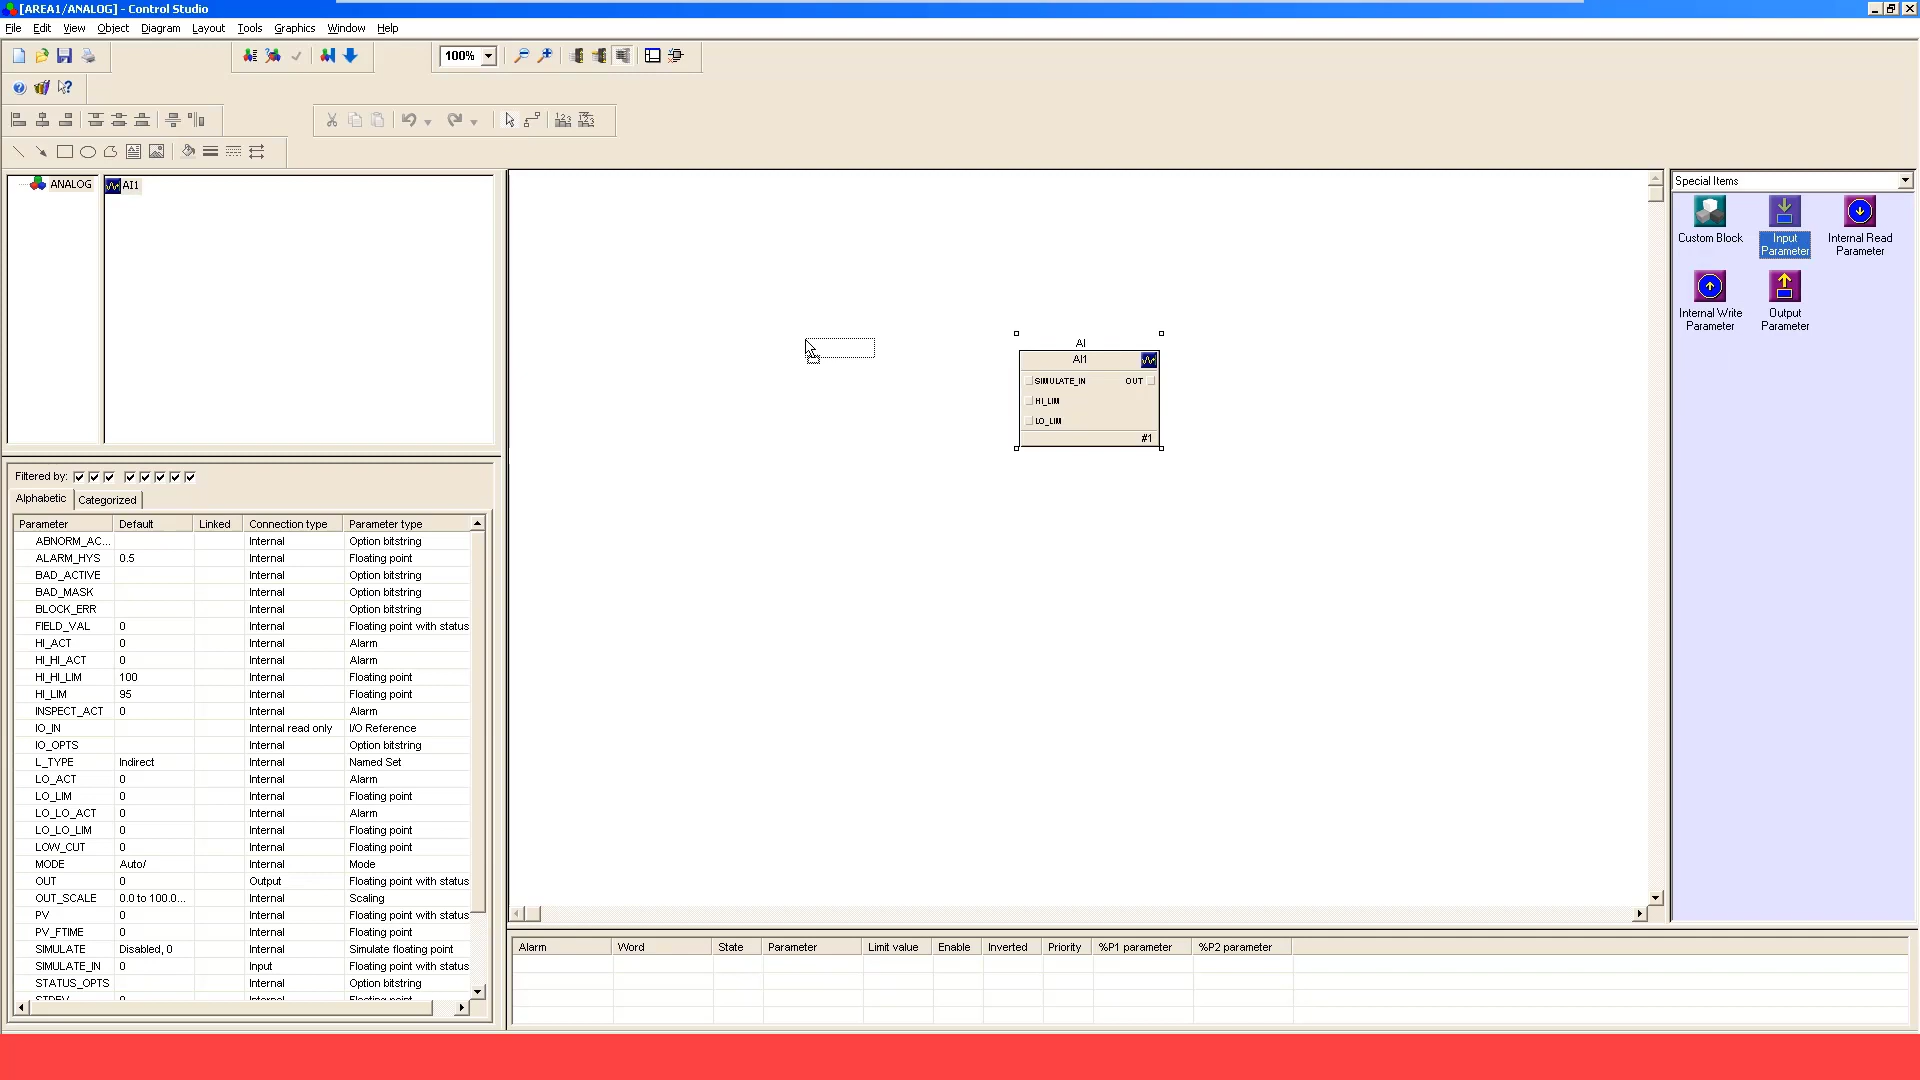 [AREA1/ANALOG] - Control Studio
File Edit View Object Diagram Layout Tools Graphics Window Help
100%
ANALOG
AI1
Special Items
Custom Block
Input Parameter
Internal Read Parameter
Internal Write Parameter
Output Parameter
AI
AI1
SIMULATE_IN OUT
HI_LIM
LO_LIM
#1
Filtered by:
Alphabetic Categorized
Parameter Default Linked Connection type Parameter type
ABNORM_AC... Internal Option bitstring
ALARM_HYS 0.5 Internal Floating point
BAD_ACTIVE Internal Option bitstring
BAD_MASK Internal Option bitstring
BLOCK_ERR Internal Option bitstring
FIELD_VAL 0 Internal Floating point with status
HI_ACT 0 Internal Alarm
HI_HI_ACT 0 Internal Alarm
HI_HI_LIM 100 Internal Floating point
HI_LIM 95 Internal Floating point
INSPECT_ACT 0 Internal Alarm
IO_IN Internal read only I/O Reference
IO_OPTS Internal Option bitstring
L_TYPE Indirect Internal Named Set
LO_ACT 0 Internal Alarm
LO_LIM 0 Internal Floating point
LO_LO_ACT 0 Internal Alarm
LO_LO_LIM 0 Internal Floating point
LOW_CUT 0 Internal Floating point
MODE Auto/ Internal Mode
OUT 0 Output Floating point with status
OUT_SCALE 0.0 to 100.0... Internal Scaling
PV 0 Internal Floating point with status
PV_FTIME 0 Internal Floating point
SIMULATE Disabled, 0 Internal Simulate floating point
SIMULATE_IN 0 Input Floating point with status
STATUS_OPTS Internal Option bitstring
STDEV 0 Internal Floating point
Alarm Word State Parameter Limit value Enable Inverted Priority %P1 parameter %P2 parameter